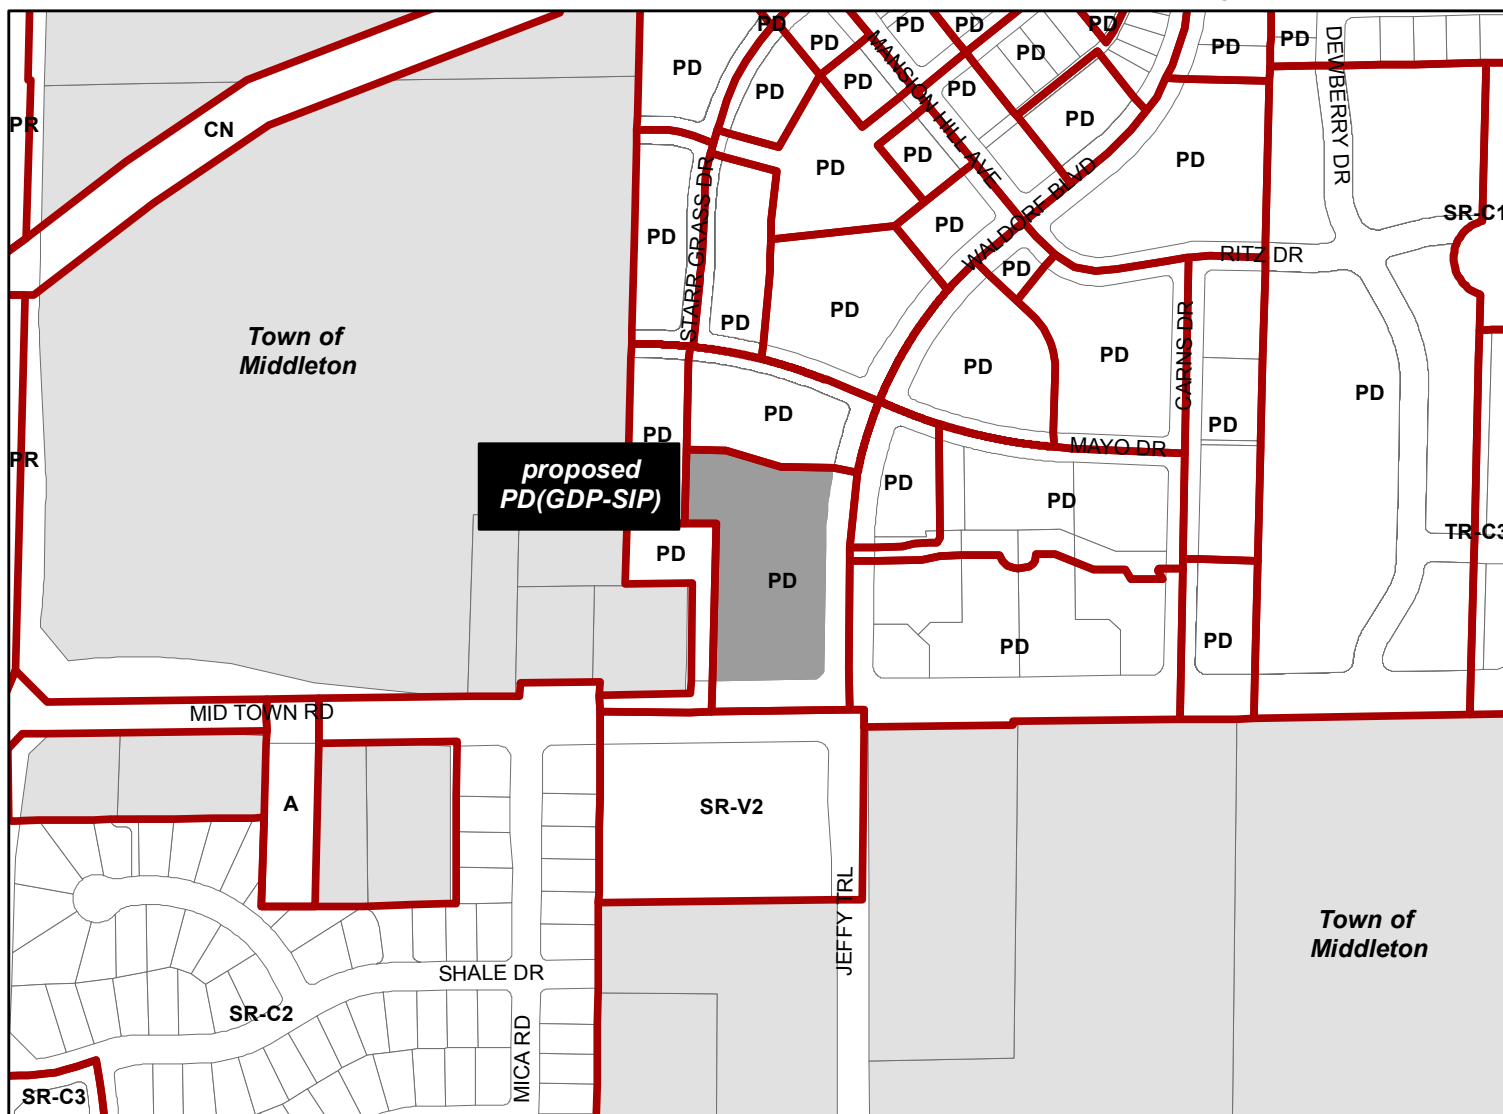 PD
PD
PD
PD
DEWBERRY DR
PD
PD
PD
PD
PD
MANSION HILL AVE
PD
PD
PD
PR
CN
PD
PD
PD
PD
STARR GRASS DR
SR-C1
PD
PD
WALDORF BLVD
RITZ DR
PD
PD
PD
Town of
Middleton
PD
CARNS DR
PD
PD
PD
PD
PD
PD
MAYO DR
PR
proposed
PD(GDP-SIP)
PD
PD
TR-C3
PD
PD
PD
PD
MID TOWN RD
A
SR-V2
JEFFY TRL
Town of
Middleton
SHALE DR
SR-C2
MICA RD
SR-C3